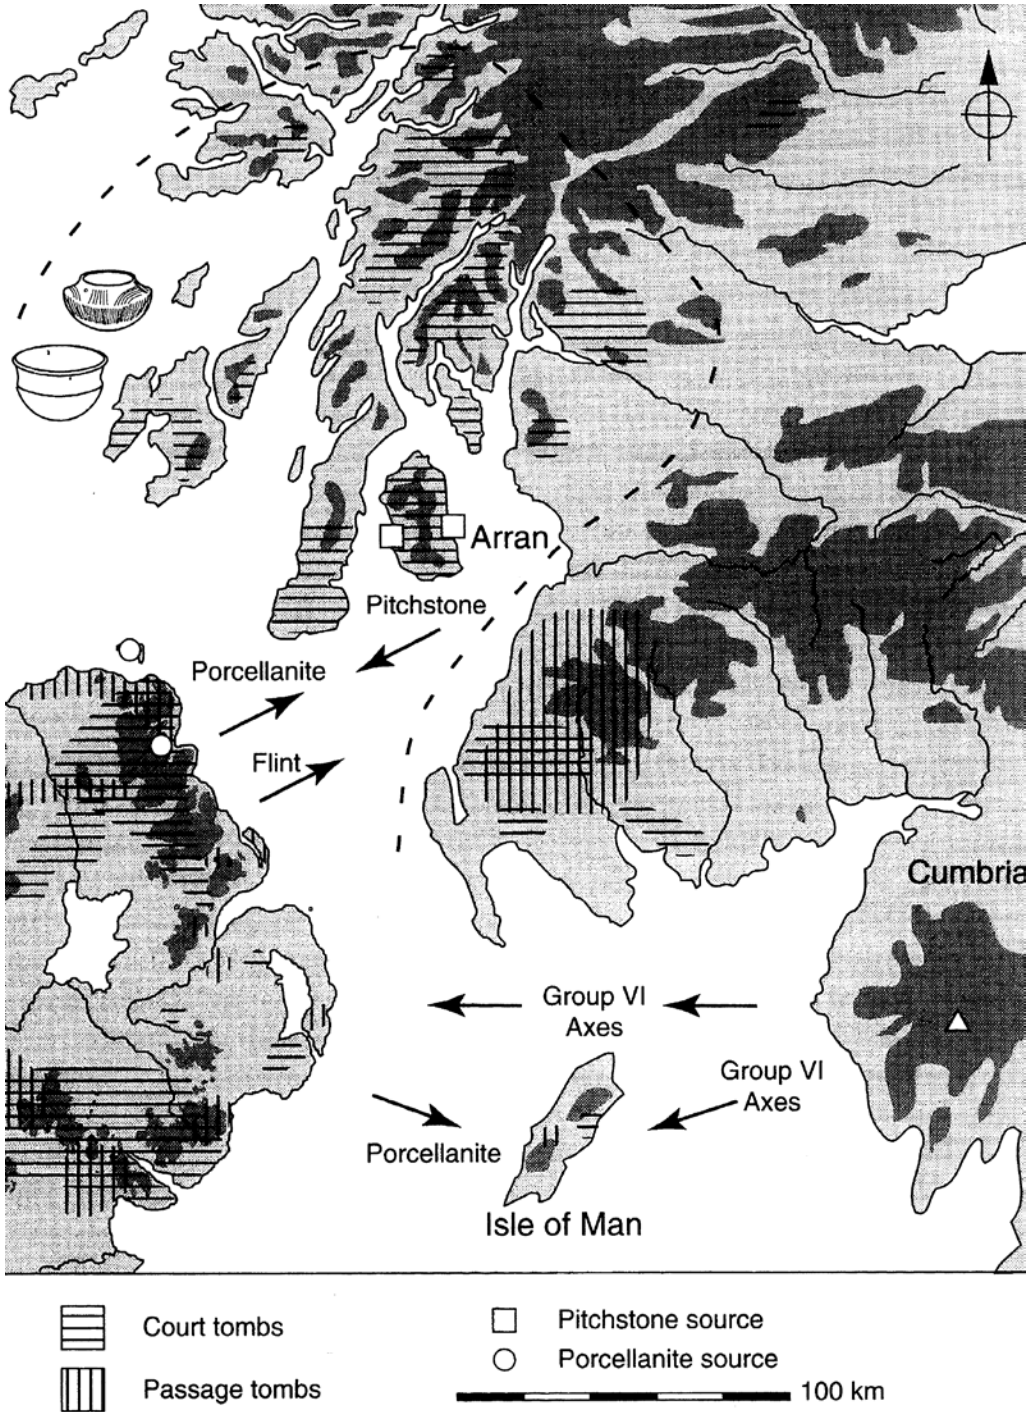 Arran
Pitchstone
Porcellanite
Flint
Cumbria
Group VI
Axes
Group VI
Axes
Porcellanite
Isle of Man
Court tombs
Passage tombs
Pitchstone source
Porcellanite source
100 km